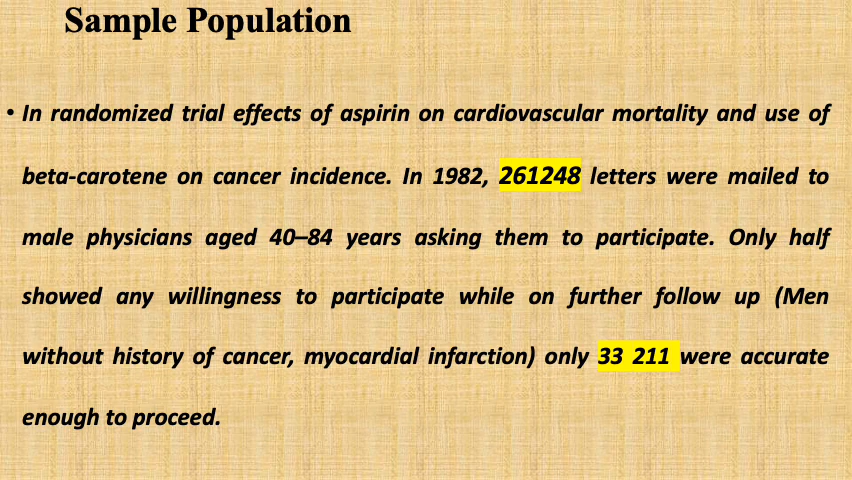 Sample Population
• In randomized trial effects of aspirin on cardiovascular mortality and use of
beta-carotene on cancer incidence. In 1982, 261248 letters were mailed to
male physicians aged 40–84 years asking them to participate. Only half
showed any willingness to participate while on further follow up (Men
without history of cancer, myocardial infarction) only 33 211 were accurate
enough to proceed.